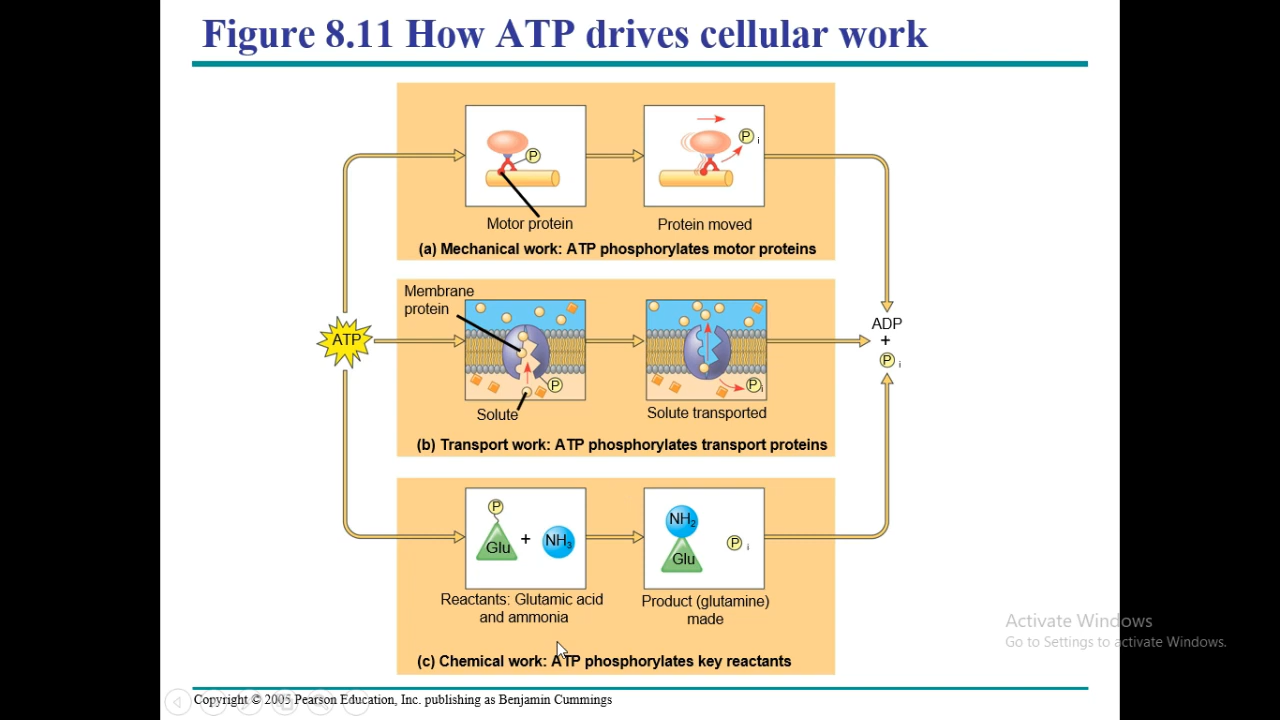 Figure 8.11 How ATP drives cellular work
P
P i
Motor protein
Protein moved
(a) Mechanical work: ATP phosphorylates motor proteins
Membrane
protein
P
P i
Solute
Solute transported
(b) Transport work: ATP phosphorylates transport proteins
ATP
ADP
+
P i
P
Glu + NH3
NH2
Glu
P i
Reactants: Glutamic acid
and ammonia
Product (glutamine)
made
(c) Chemical work: ATP phosphorylates key reactants
Activate Windows
Go to Settings to activate Windows.
Copyright © 2005 Pearson Education, Inc. publishing as Benjamin Cummings